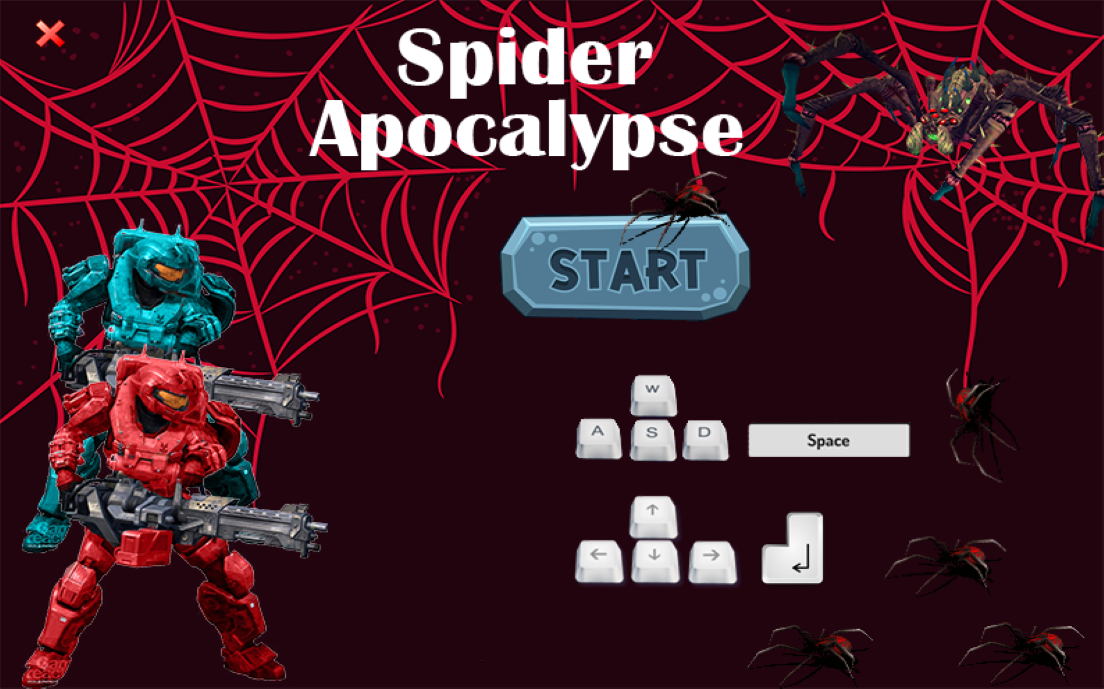 Spider
Apocalypse
START
W
A S D
Space
↑
← ↓ → ↵